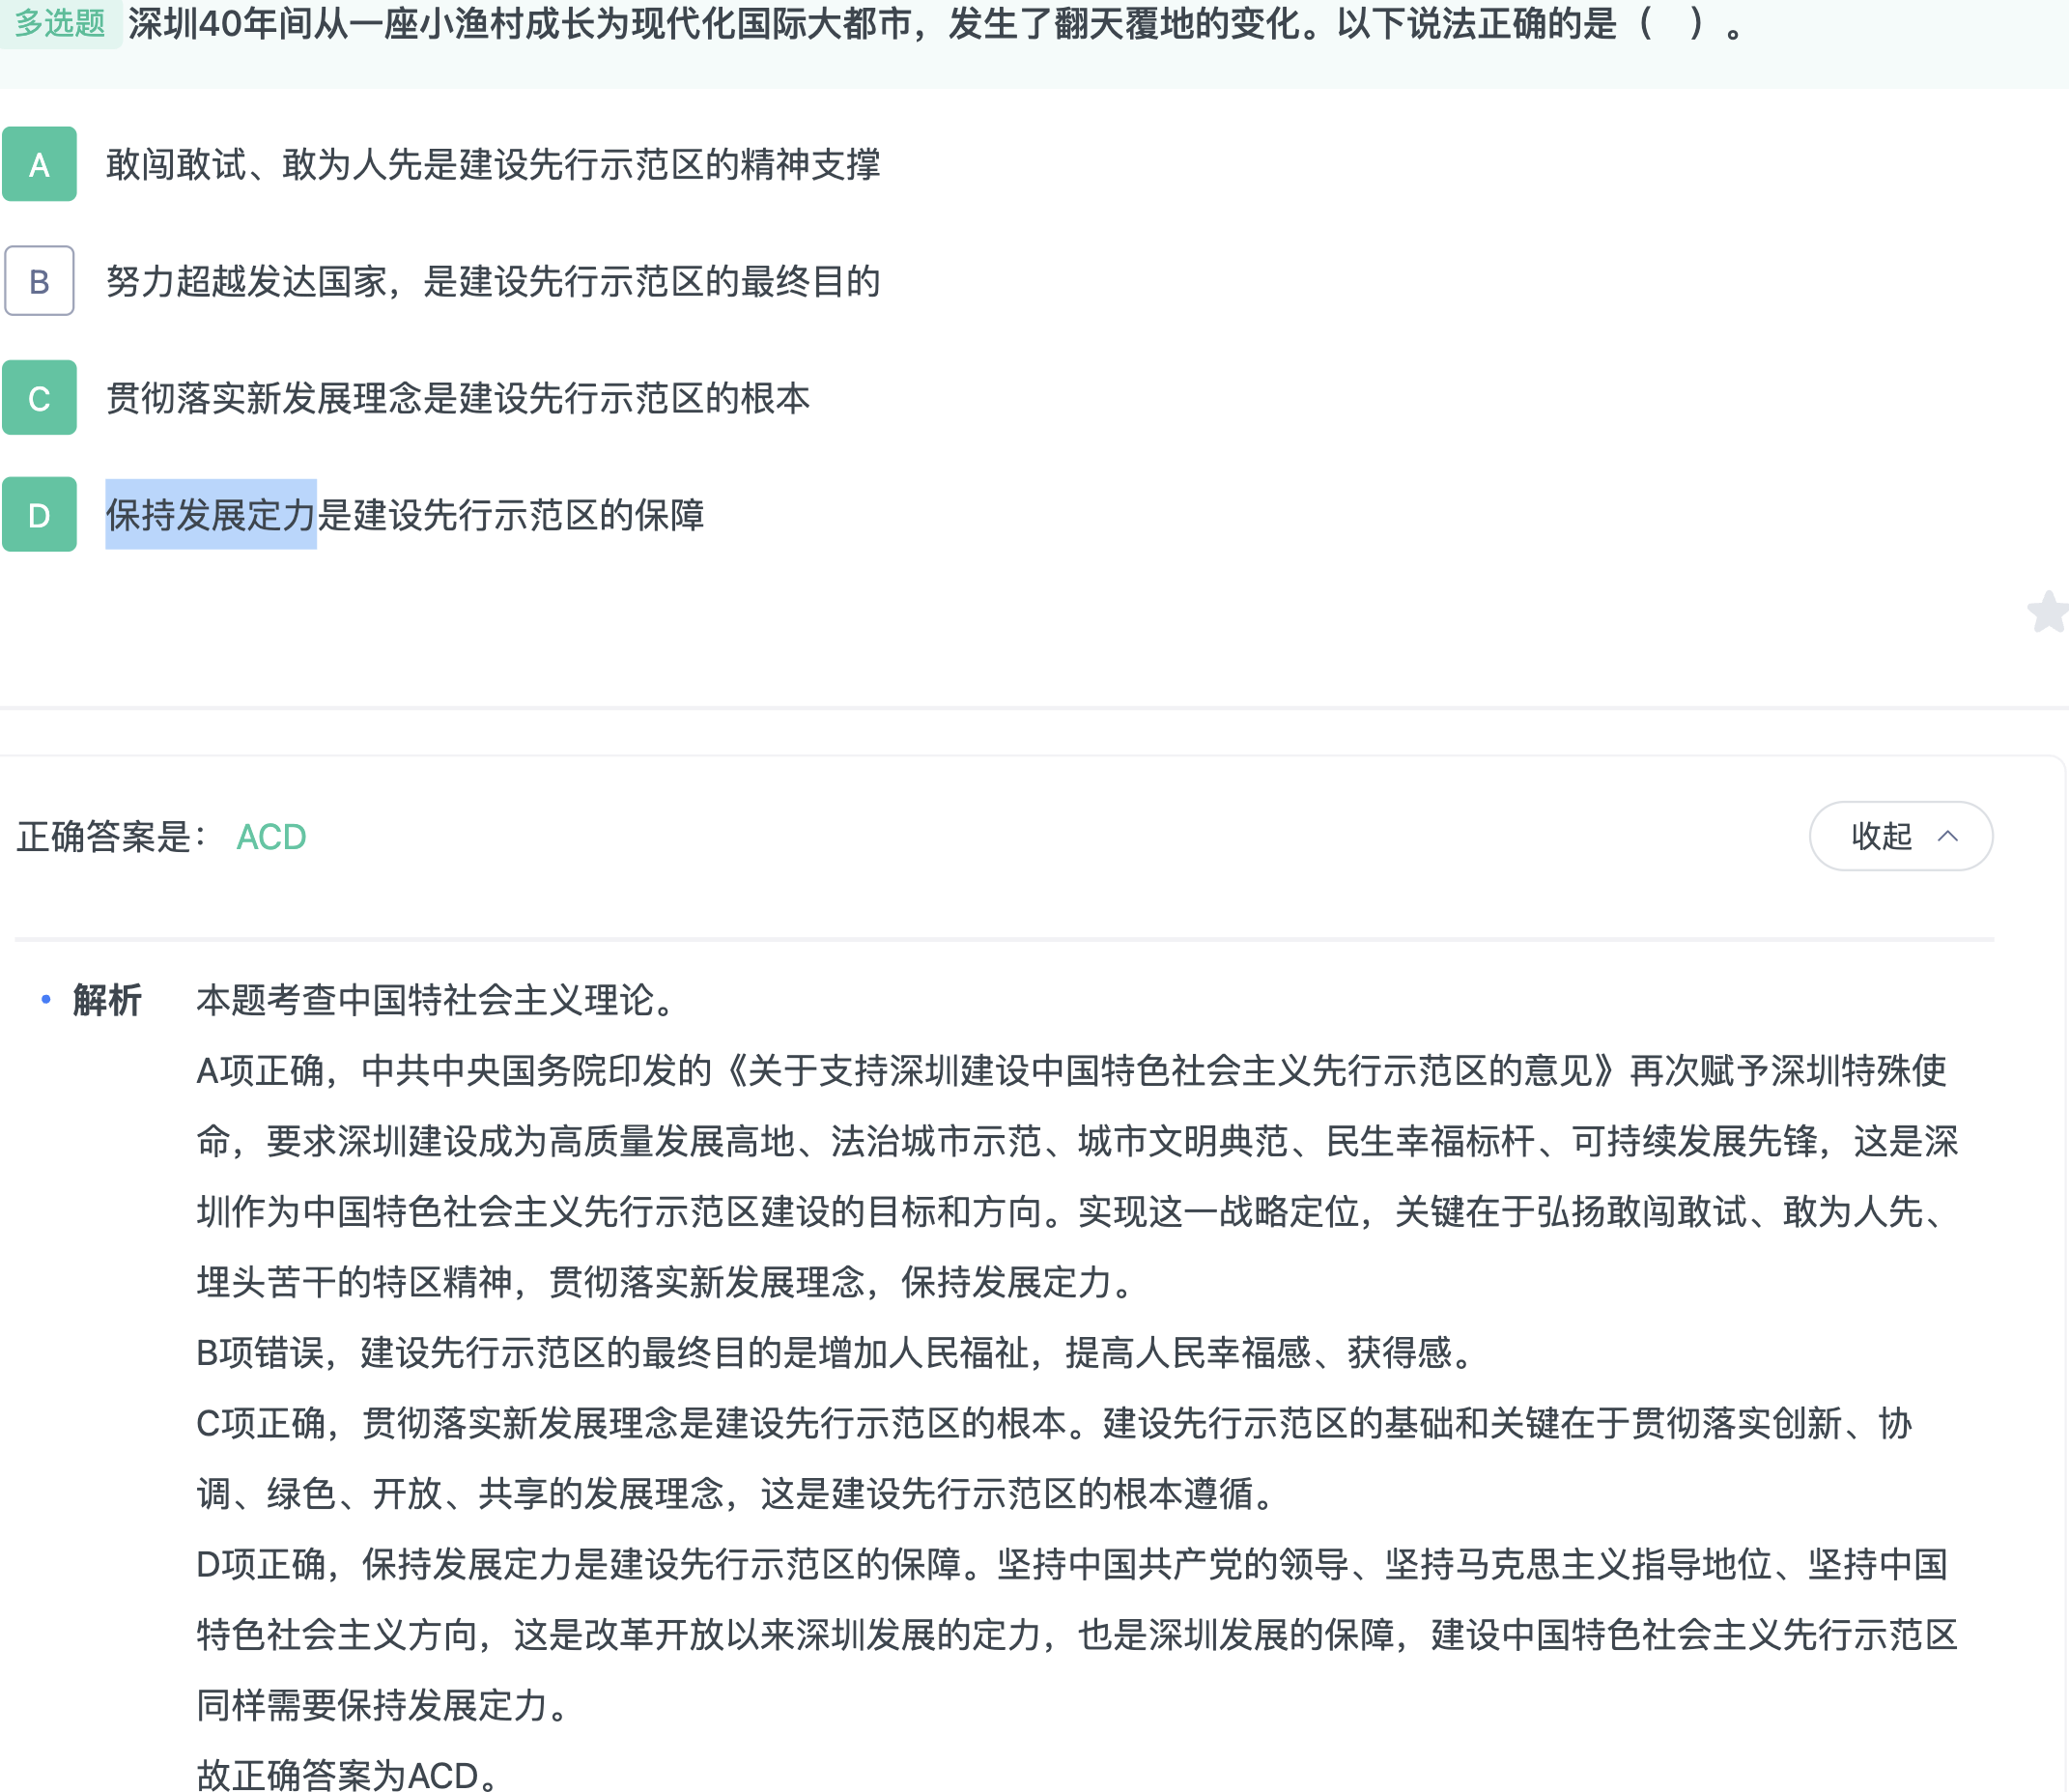 多选题 深圳40年间从一座小渔村成长为现代化国际大都市，发生了翻天覆地的变化。以下说法正确的是（　）。
A 敢闯敢试、敢为人先是建设先行示范区的精神支撑
B 努力超越发达国家，是建设先行示范区的最终目的
C 贯彻落实新发展理念是建设先行示范区的根本
D 保持发展定力是建设先行示范区的保障
正确答案是： ACD
收起
解析 本题考查中国特社会主义理论。
A项正确，中共中央国务院印发的《关于支持深圳建设中国特色社会主义先行示范区的意见》再次赋予深圳特殊使
命，要求深圳建设成为高质量发展高地、法治城市示范、城市文明典范、民生幸福标杆、可持续发展先锋，这是深
圳作为中国特色社会主义先行示范区建设的目标和方向。实现这一战略定位，关键在于弘扬敢闯敢试、敢为人先、
埋头苦干的特区精神，贯彻落实新发展理念，保持发展定力。
B项错误，建设先行示范区的最终目的是增加人民福祉，提高人民幸福感、获得感。
C项正确，贯彻落实新发展理念是建设先行示范区的根本。建设先行示范区的基础和关键在于贯彻落实创新、协
调、绿色、开放、共享的发展理念，这是建设先行示范区的根本遵循。
D项正确，保持发展定力是建设先行示范区的保障。坚持中国共产党的领导、坚持马克思主义指导地位、坚持中国
特色社会主义方向，这是改革开放以来深圳发展的定力，也是深圳发展的保障，建设中国特色社会主义先行示范区
同样需要保持发展定力。
故正确答案为ACD。